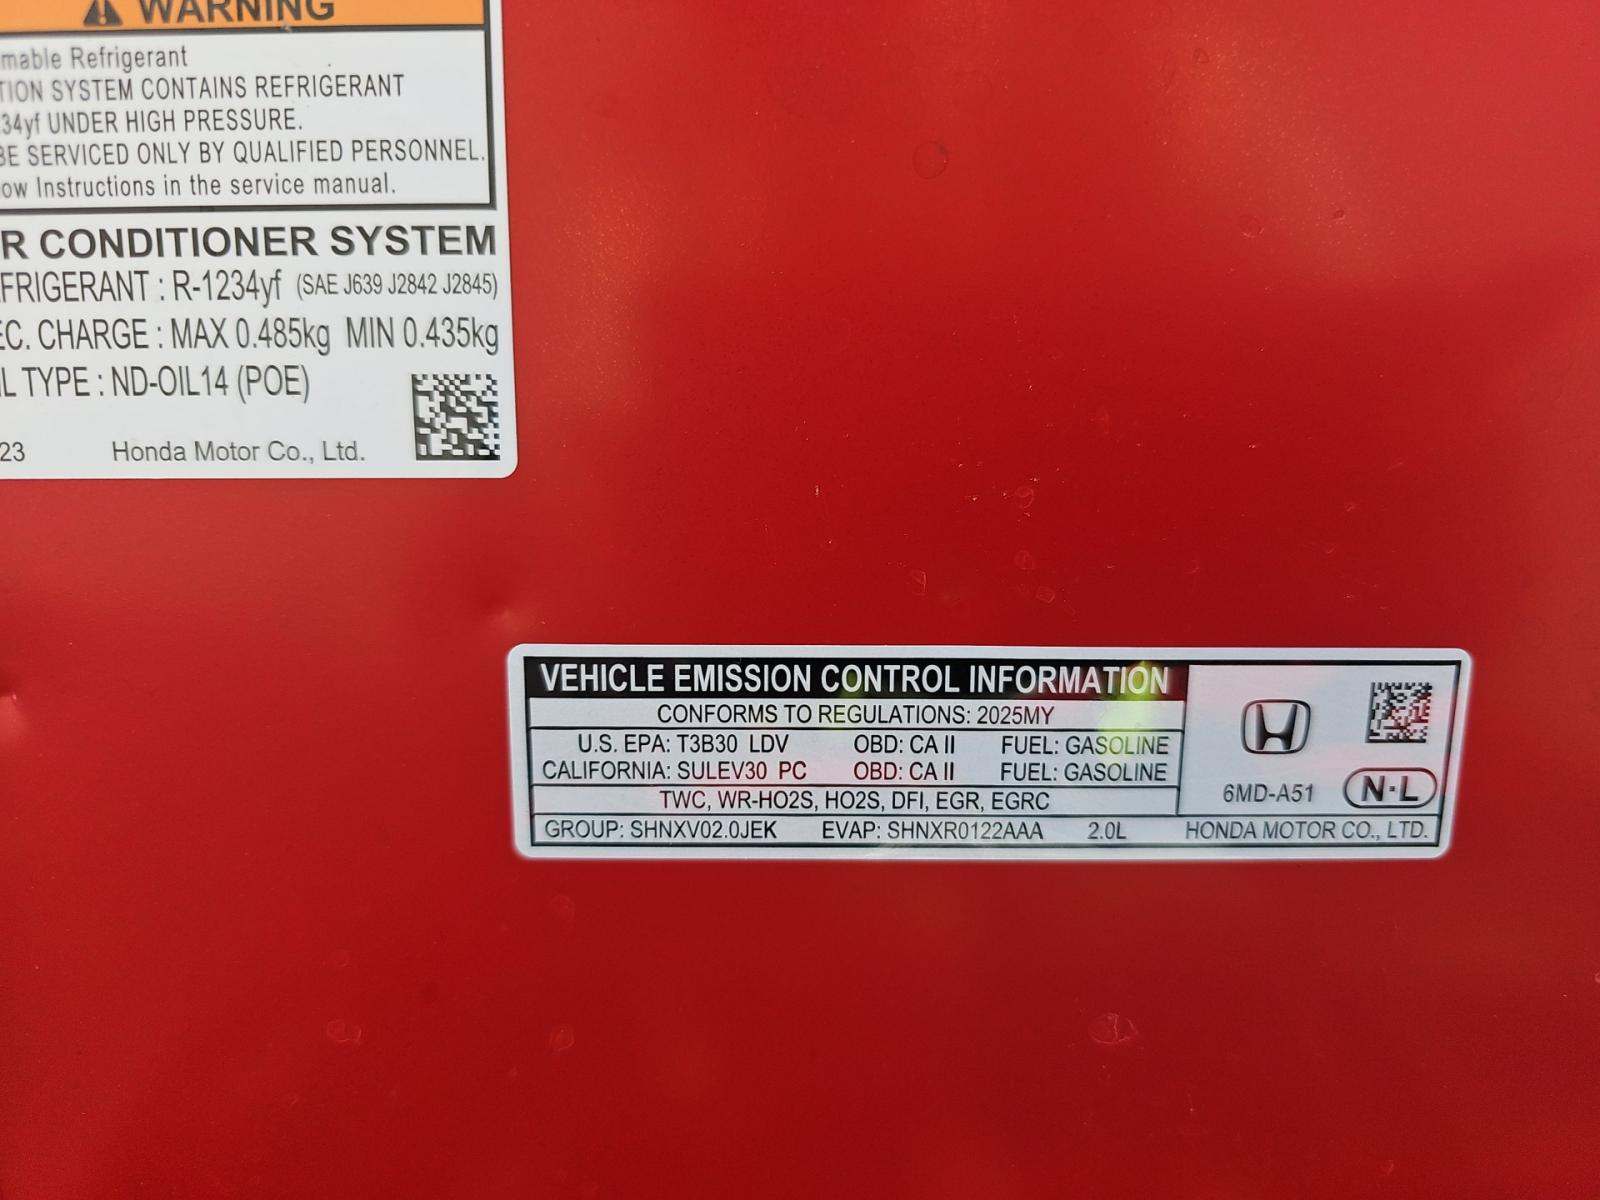 WARNING
mable Refrigerant
TION SYSTEM CONTAINS REFRIGERANT
34yf UNDER HIGH PRESSURE.
BE SERVICED ONLY BY QUALIFIED PERSONNEL.
ow Instructions in the service manual.
R CONDITIONER SYSTEM
FRIGERANT : R-1234yf (SAE J639 J2842 J2845)
EC. CHARGE : MAX 0.485kg MIN 0.435kg
IL TYPE : ND-OIL14 (POE)
23 Honda Motor Co., Ltd.
VEHICLE EMISSION CONTROL INFORMATION
CONFORMS TO REGULATIONS: 2025MY
U.S. EPA: T3B30 LDV OBD: CA II FUEL: GASOLINE
CALIFORNIA: SULEV30 PC OBD: CA II FUEL: GASOLINE
TWC, WR-HO2S, HO2S, DFI, EGR, EGRC
6MD-A51 N·L
GROUP: SHNXV02.0JEK EVAP: SHNXR0122AAA 2.0L HONDA MOTOR CO., LTD.